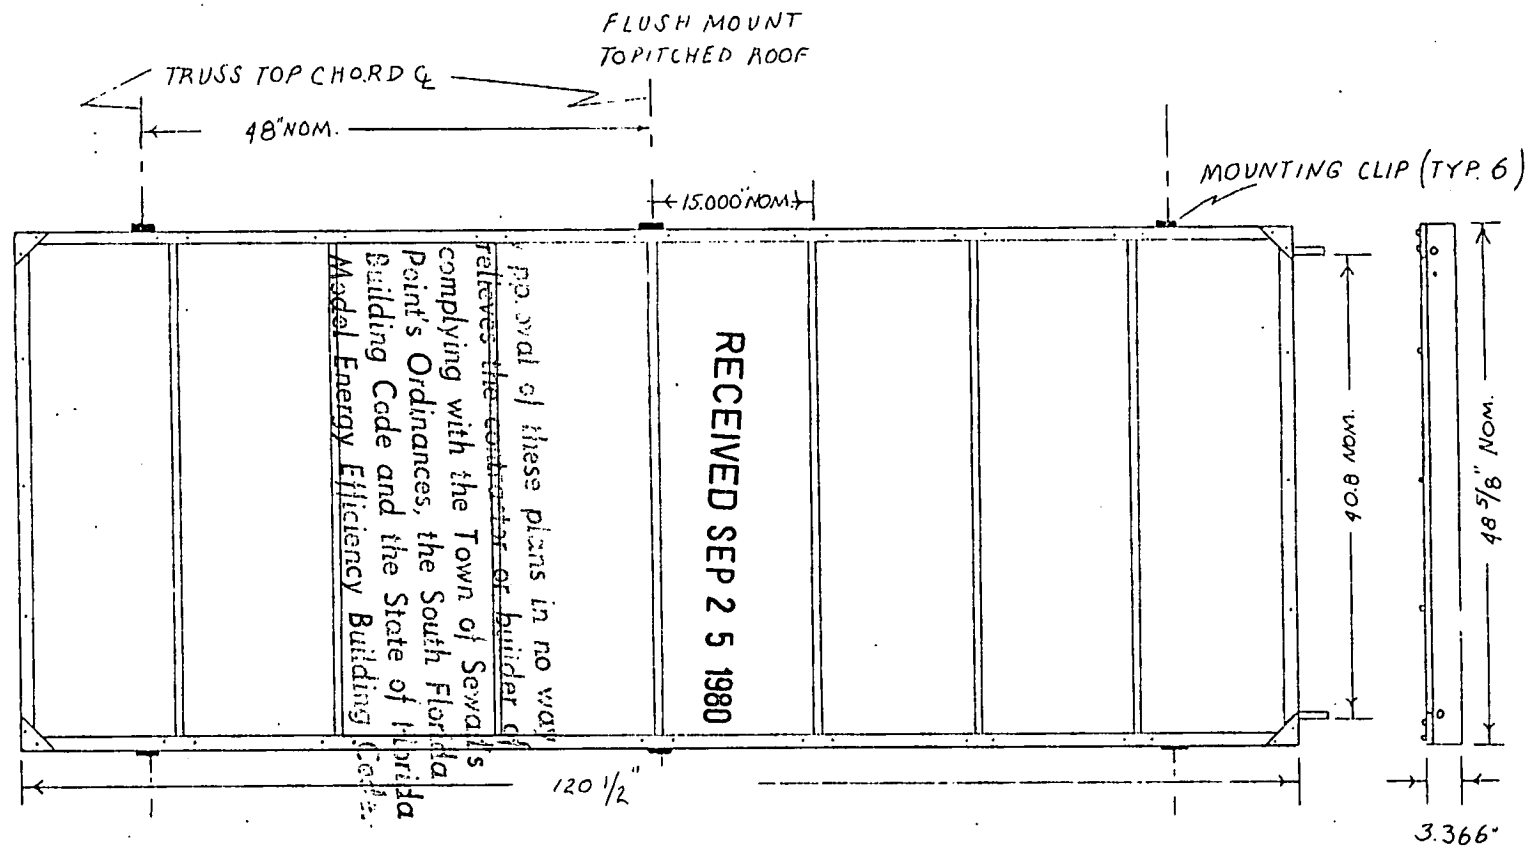 FLUSH MOUNT
TO PITCHED ROOF
TRUSS TOP CHORD ℄
48" NOM.
15.000" NOM.
MOUNTING CLIP (TYP. 6)
of these plans in no way
relieves the contractor or builder of
complying with the Town of Sewall's
Point's Ordinances, the South Florida
Building Code and the State of Florida
Model Energy Efficiency Building
RECEIVED SEP 25 1980
40.8 NOM.
48 5/8" NOM.
120 1/2"
3.366"